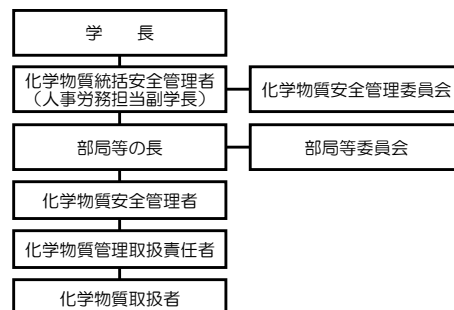 学　長
化学物質統括安全管理者
（人事労務担当副学長）
化学物質安全管理委員会
部局等の長
部局等委員会
化学物質安全管理者
化学物質管理取扱責任者
化学物質取扱者